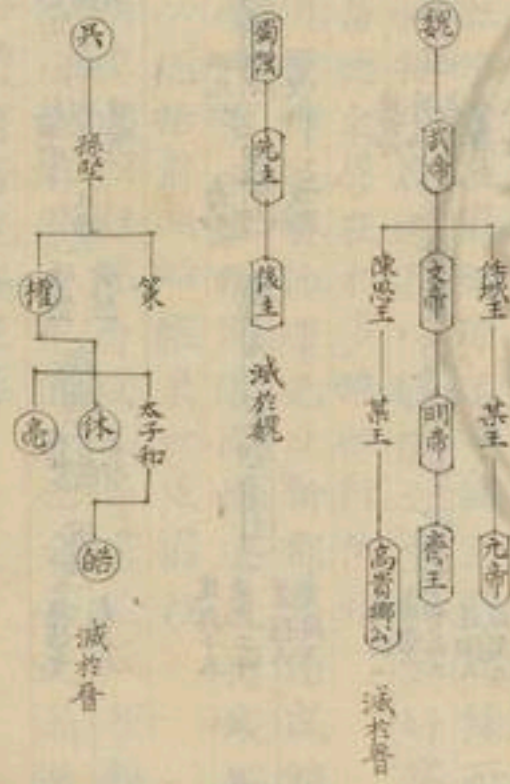 魏
武帝
任城王
某王
元帝
文帝
明帝
齊王
陳思王
某王
高貴鄉公
滅於晉
蜀漢
先主
後主
滅於魏
吳
孫堅
策
權
太子和
休
亮
皓
滅於晉